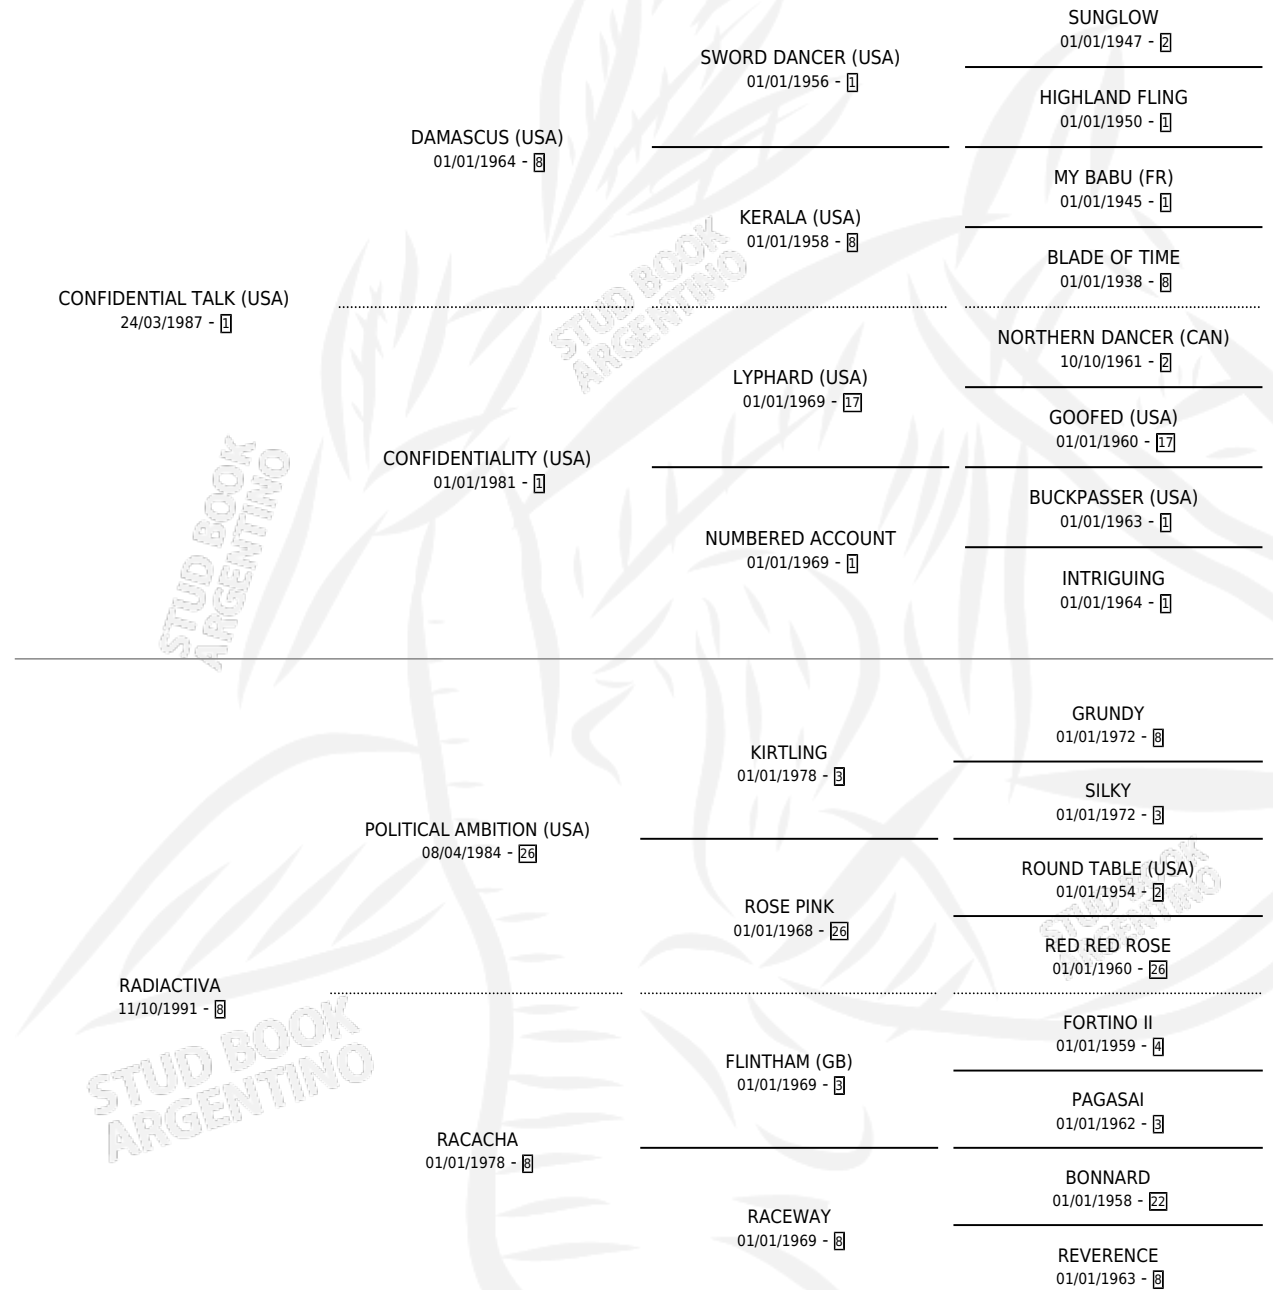 SUNGLOW
01/01/1947 - 2
SWORD DANCER (USA)
01/01/1956 - 1
HIGHLAND FLING
01/01/1950 - 1
DAMASCUS (USA)
01/01/1964 - 8
MY BABU (FR)
01/01/1945 - 1
KERALA (USA)
01/01/1958 - 8
BLADE OF TIME
01/01/1938 - 8
CONFIDENTIAL TALK (USA)
24/03/1987 - 1
NORTHERN DANCER (CAN)
10/10/1961 - 2
LYPHARD (USA)
01/01/1969 - 17
GOOFED (USA)
01/01/1960 - 17
CONFIDENTIALITY (USA)
01/01/1981 - 1
BUCKPASSER (USA)
01/01/1963 - 1
NUMBERED ACCOUNT
01/01/1969 - 1
INTRIGUING
01/01/1964 - 1
GRUNDY
01/01/1972 - 8
KIRTLING
01/01/1978 - 3
SILKY
01/01/1972 - 3
POLITICAL AMBITION (USA)
08/04/1984 - 26
ROUND TABLE (USA)
01/01/1954 - 2
ROSE PINK
01/01/1968 - 26
RED RED ROSE
01/01/1960 - 26
RADIACTIVA
11/10/1991 - 8
FORTINO II
01/01/1959 - 4
FLINTHAM (GB)
01/01/1969 - 3
PAGASAI
01/01/1962 - 3
RACACHA
01/01/1978 - 8
BONNARD
01/01/1958 - 22
RACEWAY
01/01/1969 - 8
REVERENCE
01/01/1963 - 8
STUD BOOK
ARGENTINO
STUD BOOK
ARGENTINO
STUD BOOK
ARGENTINO
STUD BOOK
ARGENTINO